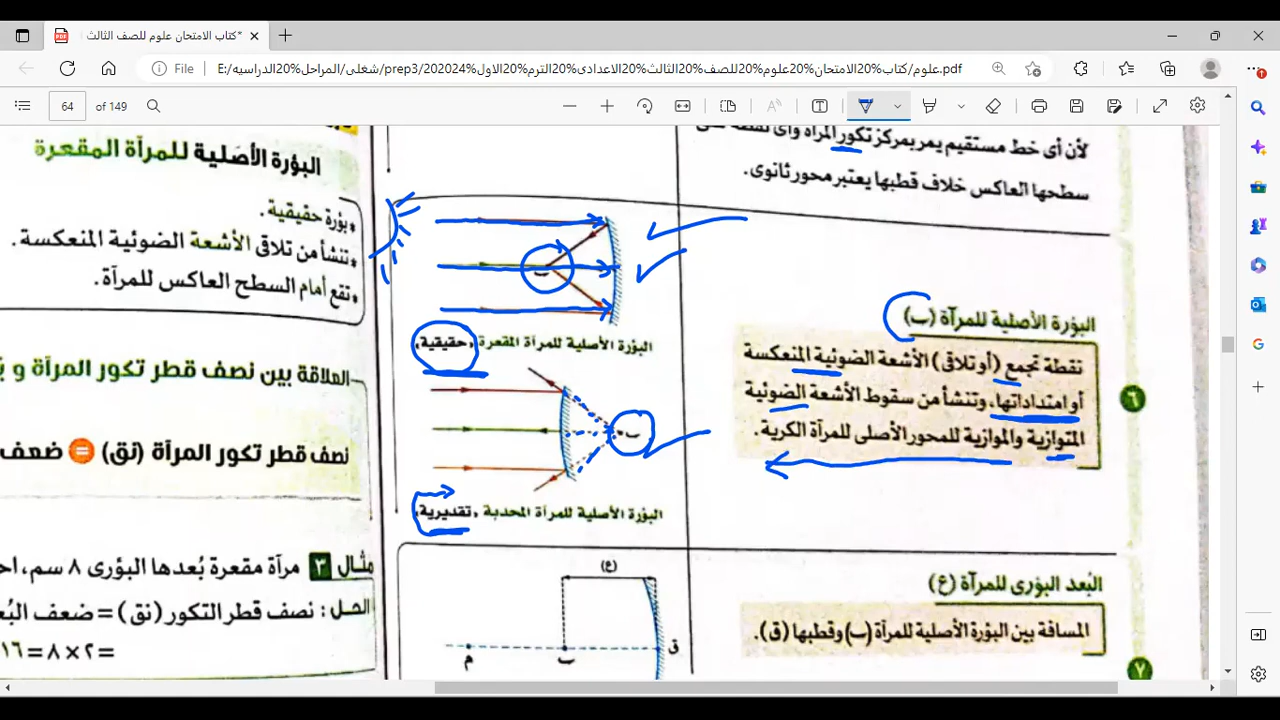 *كتاب الامتحان علوم للصف الثالث
File
E:/شغلى/المراحل%20الدراسيه/prep3/202024/علوم/كتاب%20الامتحان%20علوم%20للصف%20الثالث%20الاعدادى%20الترم%20الاول.pdf
64 of 149
سطحها العاكس خلاف قطبها يعتبر محور ثانوى.
لأن أى خط مستقيم يمر بمركز تكور المرآة وأى نقطة
البؤرة الأصلية للمرآة (ب)
نقطة تجمع (أو تلاقى) الأشعة الضوئية المنعكسة
أو امتداداتها، وتنشأ من سقوط الأشعة الضوئية
المتوازية والموازية للمحور الأصلى للمرآة الكرية.
٦
ب
البؤرة الأصلية للمرآة المقعرة «حقيقية»
ب
البؤرة الأصلية للمرآة المحدبة «تقديرية»
البُعد البؤرى للمرآة (ع)
المسافة بين البؤرة الأصلية للمرآة (ب) وقطبها (ق).
٧
(ع)
ق
ب
م
البؤرة الأصلية للمرآة المقعرة
* بؤرة حقيقية.
* تنشأ من تلاقى الأشعة الضوئية المنعكسة.
* تقع أمام السطح العاكس للمرآة.
العلاقة بين نصف قطر تكور المرآة و
نصف قطر تكور المرآة (نق) = ضعف
مثال ٣ مرآة مقعرة بُعدها البؤرى ٨ سم،
الحل : نصف قطر التكور (نق) = ضعف
= ٢ × ٨ = ١٦